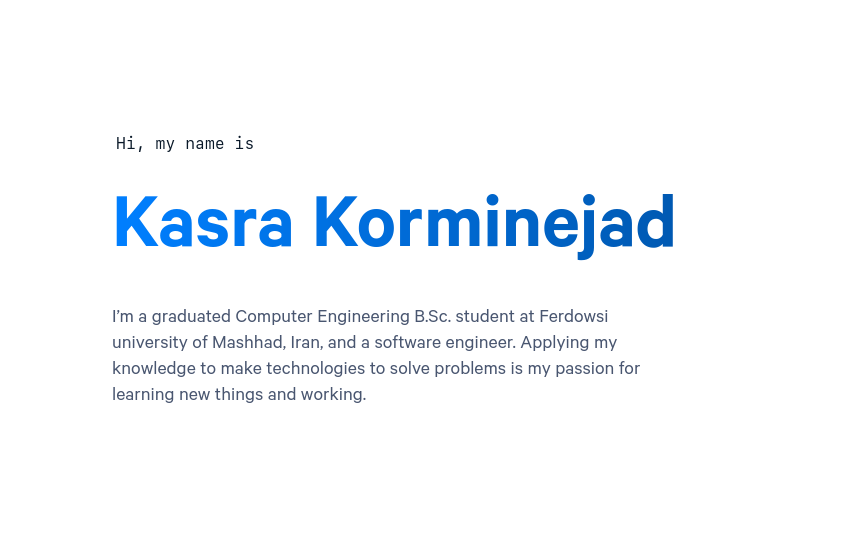 Hi, my name is
Kasra Korminejad
I’m a graduated Computer Engineering B.Sc. student at Ferdowsi
university of Mashhad, Iran, and a software engineer. Applying my
knowledge to make technologies to solve problems is my passion for
learning new things and working.